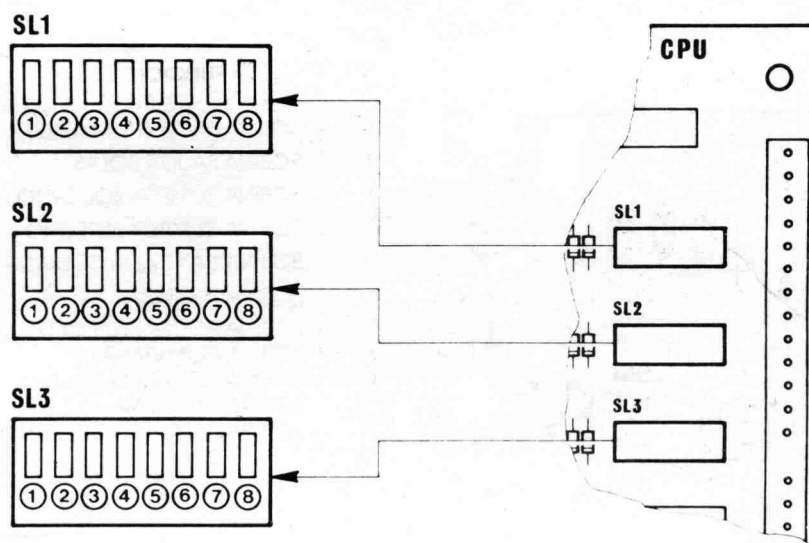 SL1
① ② ③ ④ ⑤ ⑥ ⑦ ⑧
SL2
① ② ③ ④ ⑤ ⑥ ⑦ ⑧
SL3
① ② ③ ④ ⑤ ⑥ ⑦ ⑧
CPU
SL1
SL2
SL3